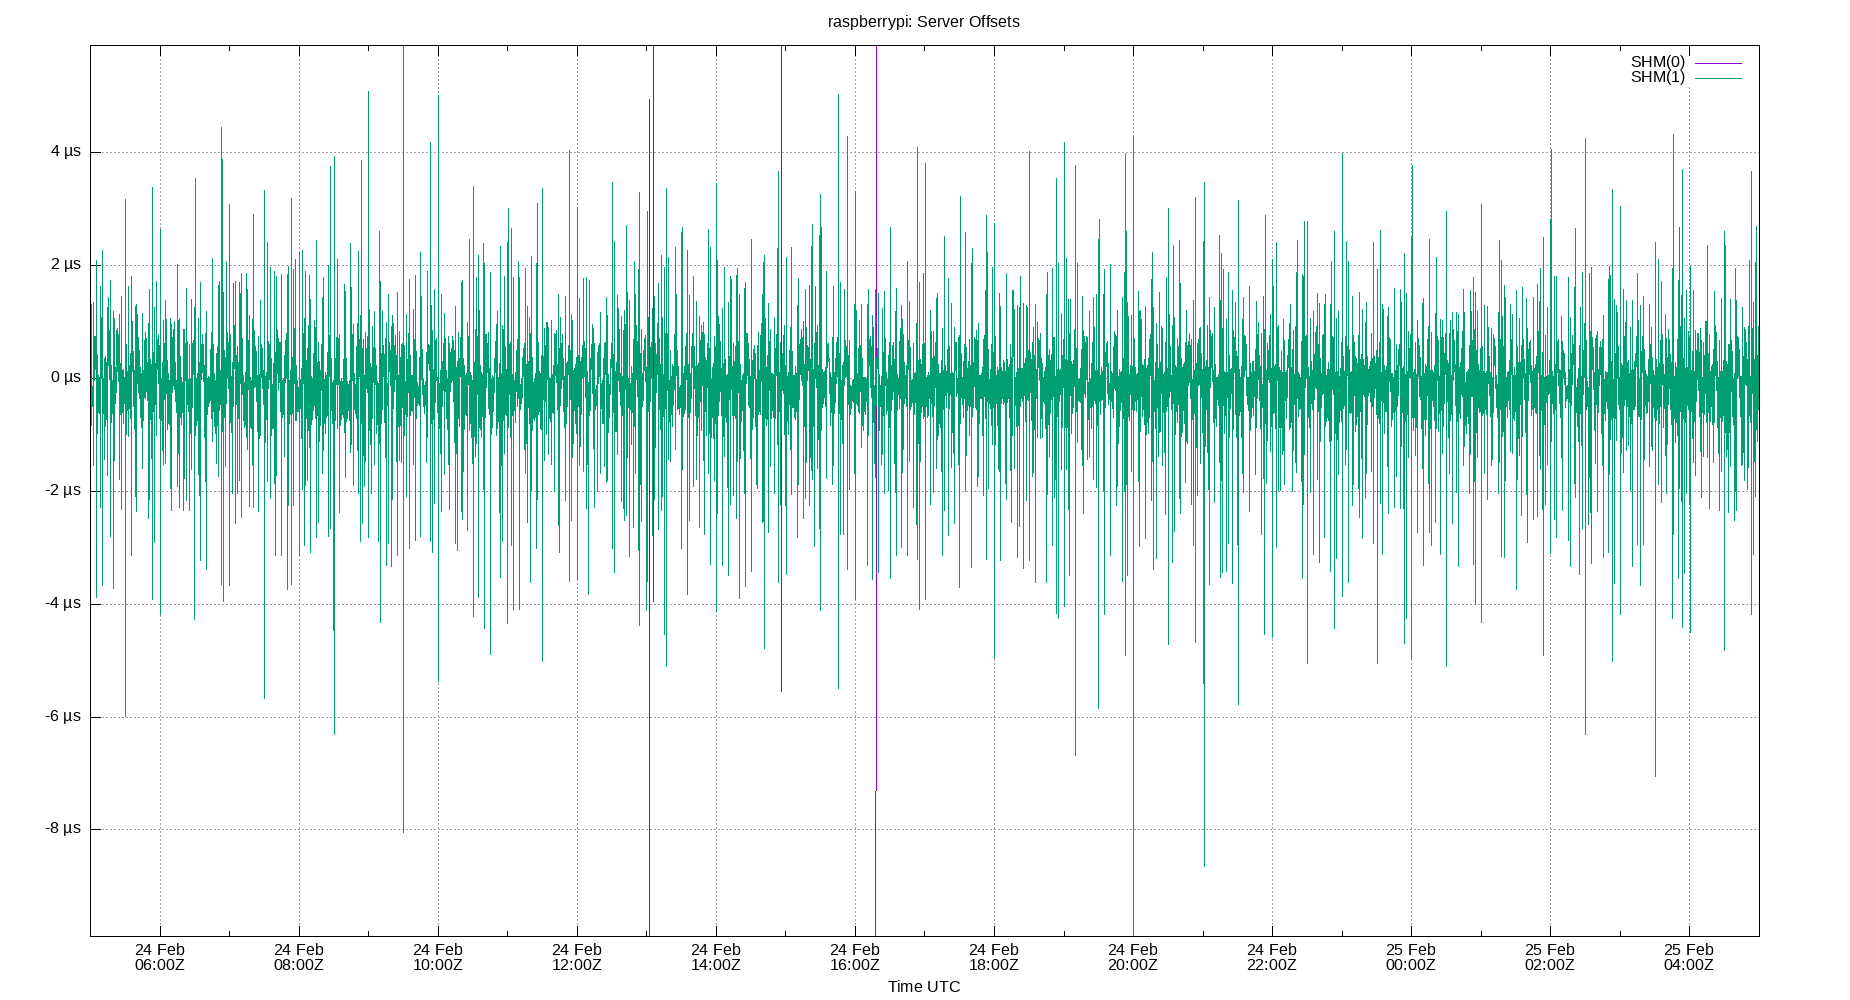 raspberrypi: Server Offsets
SHM(0)
SHM(1)
4 µs
2 µs
0 µs
-2 µs
-4 µs
-6 µs
-8 µs
24 Feb 24 Feb 24 Feb 24 Feb 24 Feb 24 Feb 24 Feb 24 Feb 24 Feb 25 Feb 25 Feb 25 Feb
06:00Z 08:00Z 10:00Z 12:00Z 14:00Z 16:00Z 18:00Z 20:00Z 22:00Z 00:00Z 02:00Z 04:00Z
Time UTC